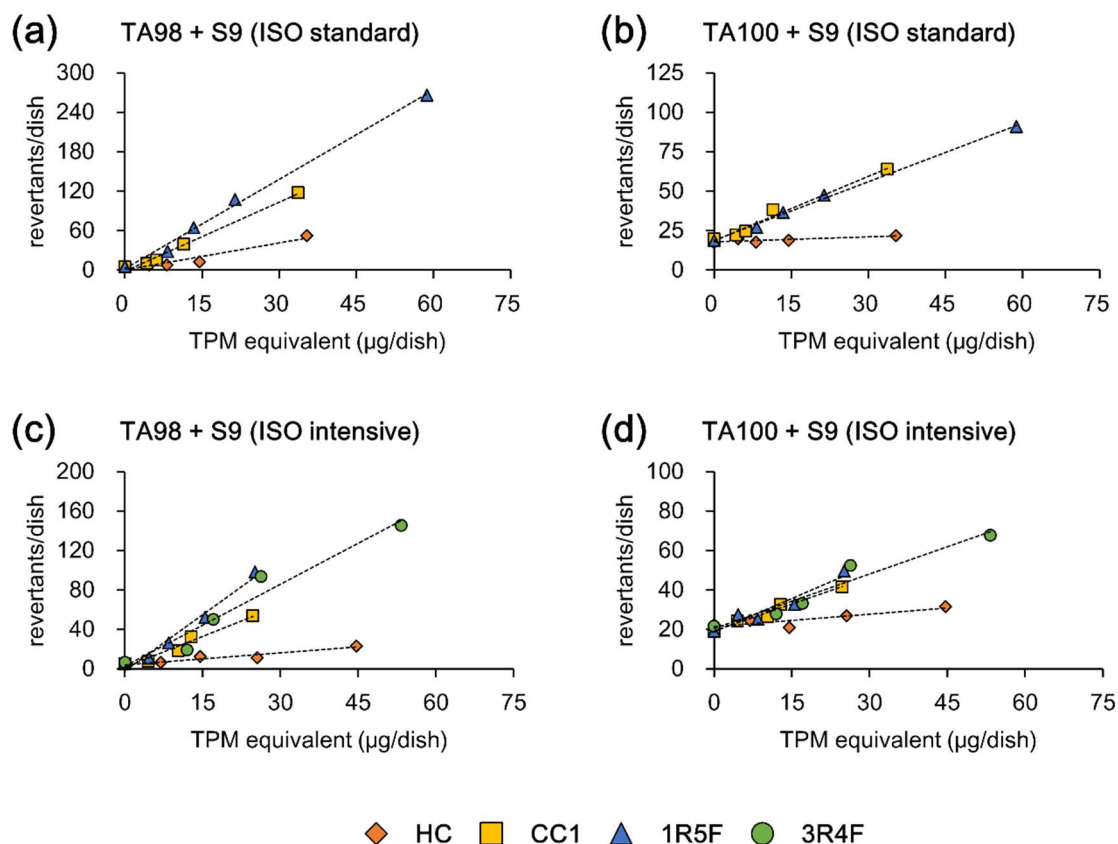 (a) TA98 + S9 (ISO standard)
300
240
180
120
60
0
revertants/dish
0 15 30 45 60 75
TPM equivalent (μg/dish)
(b) TA100 + S9 (ISO standard)
125
100
75
50
25
0
revertants/dish
0 15 30 45 60 75
TPM equivalent (μg/dish)
(c) TA98 + S9 (ISO intensive)
200
160
120
80
40
0
revertants/dish
0 15 30 45 60 75
TPM equivalent (μg/dish)
(d) TA100 + S9 (ISO intensive)
100
80
60
40
20
0
revertants/dish
0 15 30 45 60 75
TPM equivalent (μg/dish)
HC CC1 1R5F 3R4F